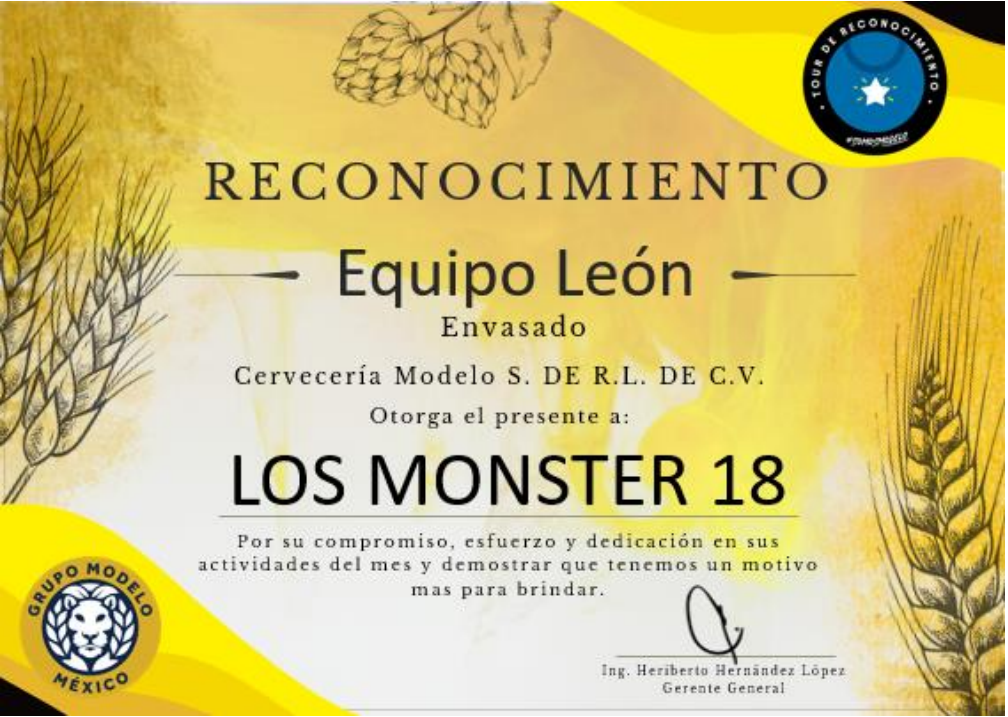 TOUR DE RECONOCIMIENTO
#SOMOSMODELO
RECONOCIMIENTO
Equipo León
Envasado
Cervecería Modelo S. DE R.L. DE C.V.
Otorga el presente a:
LOS MONSTER 18
Por su compromiso, esfuerzo y dedicación en sus
actividades del mes y demostrar que tenemos un motivo
mas para brindar.
GRUPO MODELO
MÉXICO
Ing. Heriberto Hernández López
Gerente General